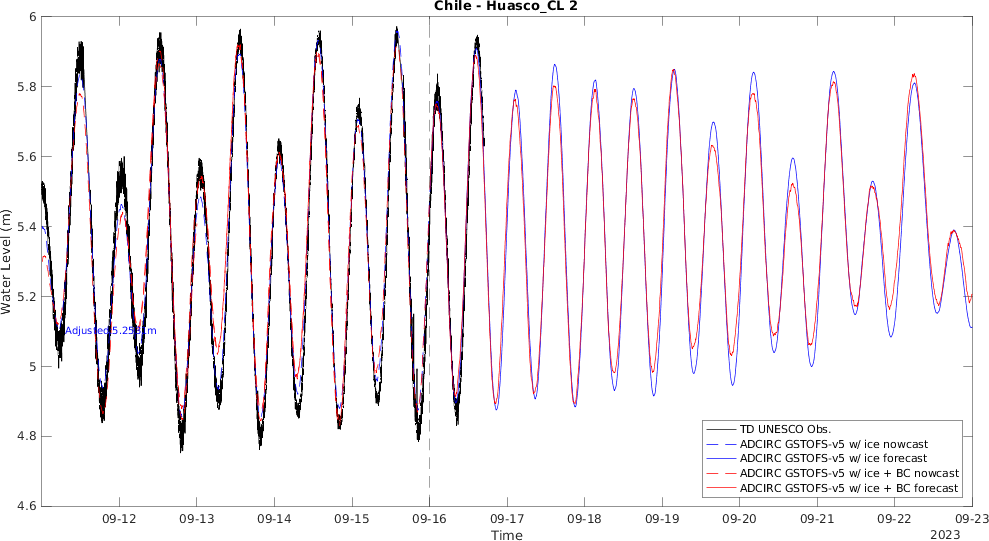 Chile - Huasco_CL 2
Water Level (m)
6
5.8
5.6
5.4
5.2
5
4.8
4.6
TD UNESCO Obs.
ADCIRC GSTOFS-v5 w/ ice nowcast
ADCIRC GSTOFS-v5 w/ ice forecast
ADCIRC GSTOFS-v5 w/ ice + BC nowcast
ADCIRC GSTOFS-v5 w/ ice + BC forecast
09-12 09-13 09-14 09-15 09-16 09-17 09-18 09-19 09-20 09-21 09-22 09-23
Time
2023